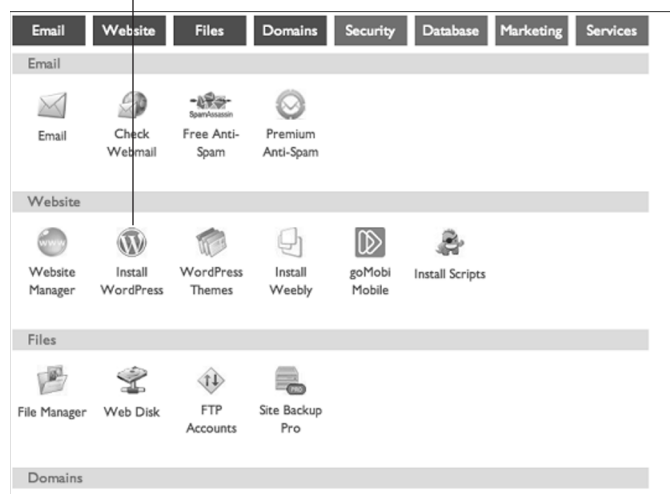 Email Website Files Domains Security Database Marketing Services
Email
SpamAssassin
Email Check Free Anti- Premium
Webmail Spam Anti-Spam
Website
WWW
Website Install WordPress Install goMobi Install Scripts
Manager WordPress Themes Weebly Mobile
Files
PRO
File Manager Web Disk FTP Site Backup
Accounts Pro
Domains